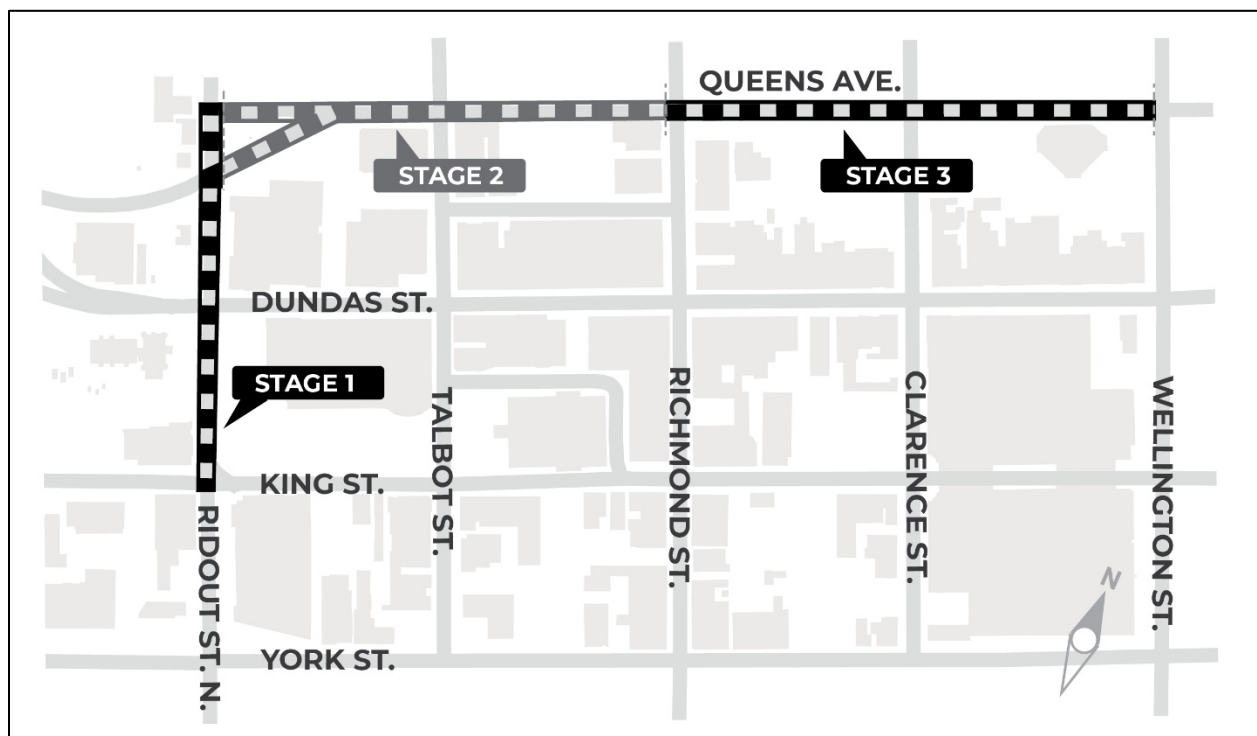 QUEENS AVE.
STAGE 2
STAGE 3
DUNDAS ST.
STAGE 1
TALBOT ST.
RICHMOND ST.
CLARENCE ST.
WELLINGTON ST.
KING ST.
RIDOUT ST. N.
N
YORK ST.